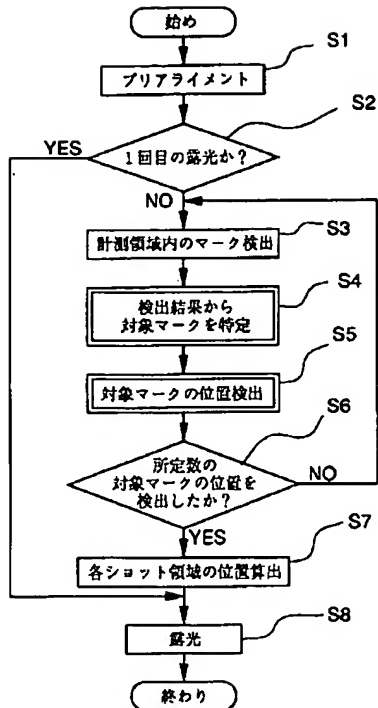 始め
S1
プリアライメント
S2
1回目の露光か？
YES
NO
S3
計測領域内のマーク検出
S4
検出結果から
対象マークを特定
S5
対象マークの位置検出
S6
所定数の
対象マークの位置を
検出したか？
NO
YES
S7
各ショット領域の位置算出
S8
露光
終わり